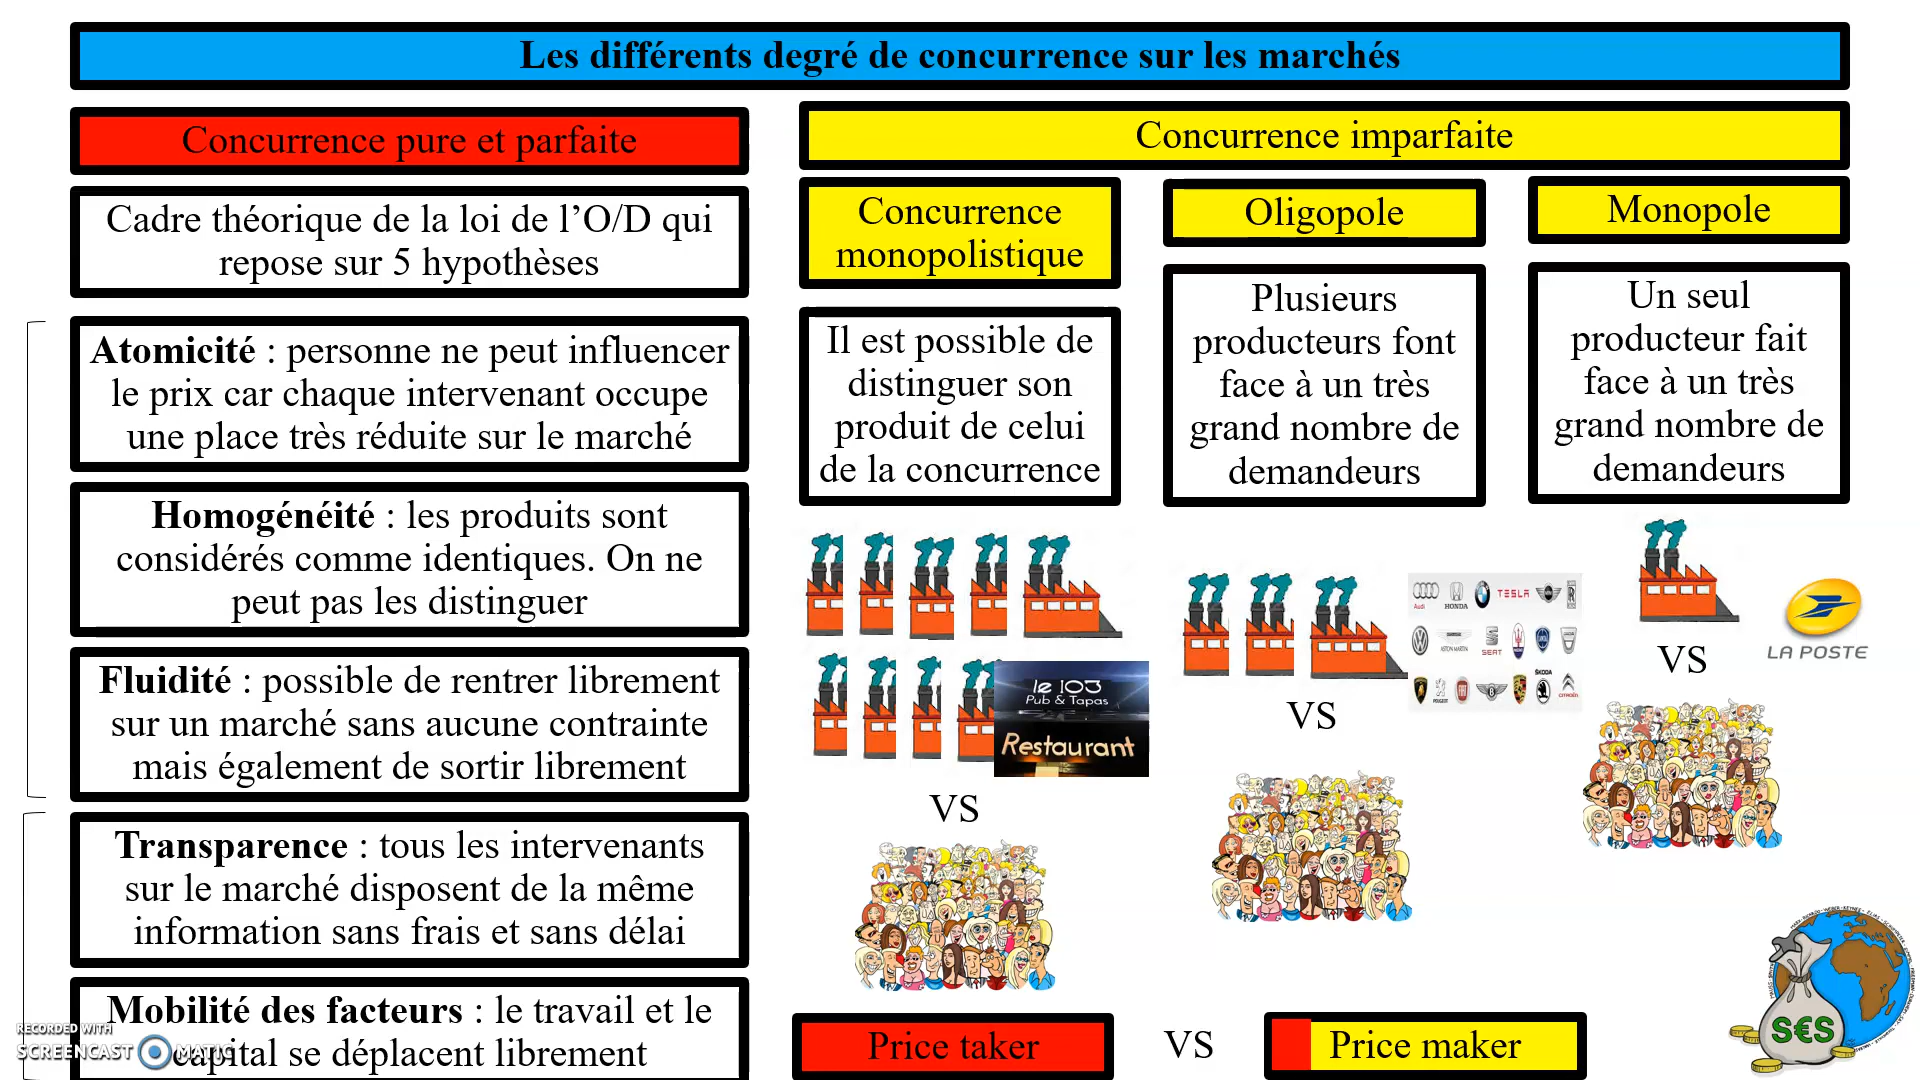 Les différents degré de concurrence sur les marchés
Concurrence pure et parfaite
Cadre théorique de la loi de l’O/D qui
repose sur 5 hypothèses
Atomicité : personne ne peut influencer
le prix car chaque intervenant occupe
une place très réduite sur le marché
Homogénéité : les produits sont
considérés comme identiques. On ne
peut pas les distinguer
Fluidité : possible de rentrer librement
sur un marché sans aucune contrainte
mais également de sortir librement
Transparence : tous les intervenants
sur le marché disposent de la même
information sans frais et sans délai
Mobilité des facteurs : le travail et le
capital se déplacent librement
RECORDED WITH
SCREENCAST MATIC
Concurrence imparfaite
Concurrence
monopolistique
Il est possible de
distinguer son
produit de celui
de la concurrence
le 103
Pub & Tapas
Restaurant
VS
Oligopole
Plusieurs
producteurs font
face à un très
grand nombre de
demandeurs
Audi
HONDA
TESLA
ASTON MARTIN
SEAT
ŠKODA
PEUGEOT
FIAT
CITROËN
VS
Monopole
Un seul
producteur fait
face à un très
grand nombre de
demandeurs
VS
LA POSTE
Price taker
VS
Price maker
S€S